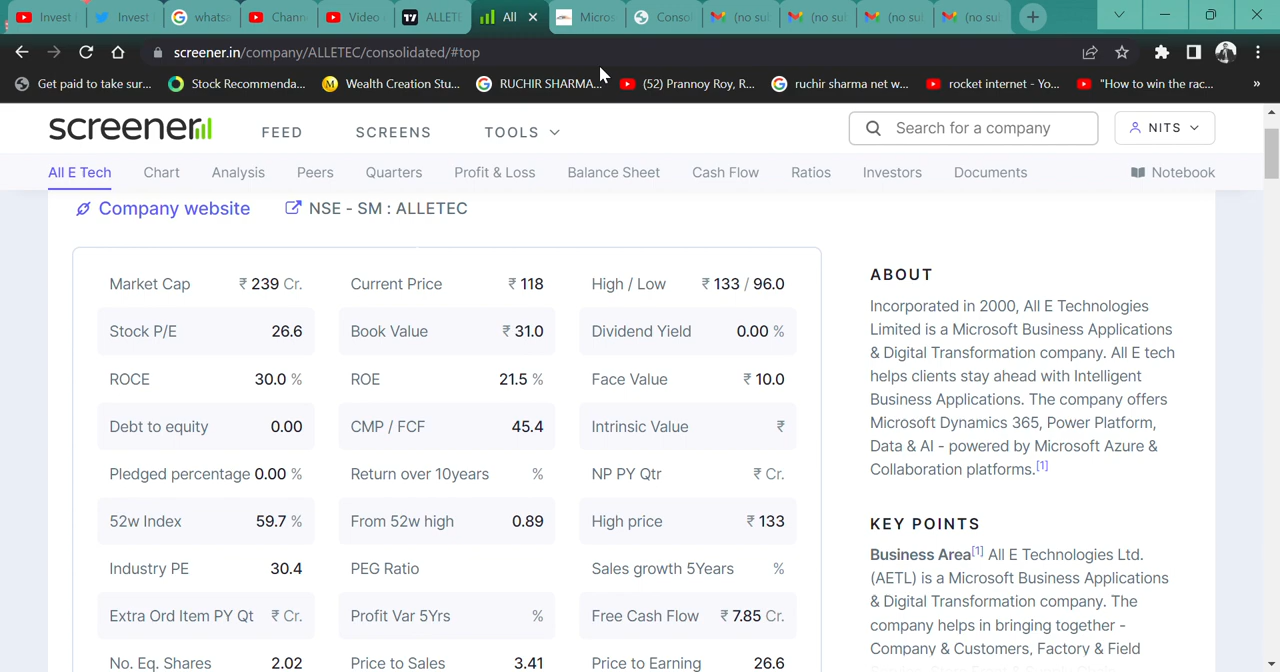 Invest
Invest
whatsa
Chann
Video
ALLETE
All
Micros
Consol
(no sul
(no sul
(no sul
(no sul
screener.in/company/ALLETEC/consolidated/#top
Get paid to take sur... Stock Recommenda... Wealth Creation Stu... RUCHIR SHARMA... (52) Prannoy Roy, R... ruchir sharma net w... rocket internet - Yo... "How to win the rac... »
screener FEED SCREENS TOOLS Search for a company NITS
All E Tech Chart Analysis Peers Quarters Profit & Loss Balance Sheet Cash Flow Ratios Investors Documents Notebook
Company website NSE - SM : ALLETEC
Market Cap ₹ 239 Cr. Current Price ₹ 118 High / Low ₹ 133 / 96.0
Stock P/E 26.6 Book Value ₹ 31.0 Dividend Yield 0.00 %
ROCE 30.0 % ROE 21.5 % Face Value ₹ 10.0
Debt to equity 0.00 CMP / FCF 45.4 Intrinsic Value ₹
Pledged percentage 0.00 % Return over 10years % NP PY Qtr ₹ Cr.
52w Index 59.7 % From 52w high 0.89 High price ₹ 133
Industry PE 30.4 PEG Ratio Sales growth 5Years %
Extra Ord Item PY Qt ₹ Cr. Profit Var 5Yrs % Free Cash Flow ₹ 7.85 Cr.
No. Eq. Shares 2.02 Price to Sales 3.41 Price to Earning 26.6
ABOUT
Incorporated in 2000, All E Technologies
Limited is a Microsoft Business Applications
& Digital Transformation company. All E tech
helps clients stay ahead with Intelligent
Business Applications. The company offers
Microsoft Dynamics 365, Power Platform,
Data & AI - powered by Microsoft Azure &
Collaboration platforms.[1]
KEY POINTS
Business Area[1] All E Technologies Ltd.
(AETL) is a Microsoft Business Applications
& Digital Transformation company. The
company helps in bringing together -
Company & Customers, Factory & Field